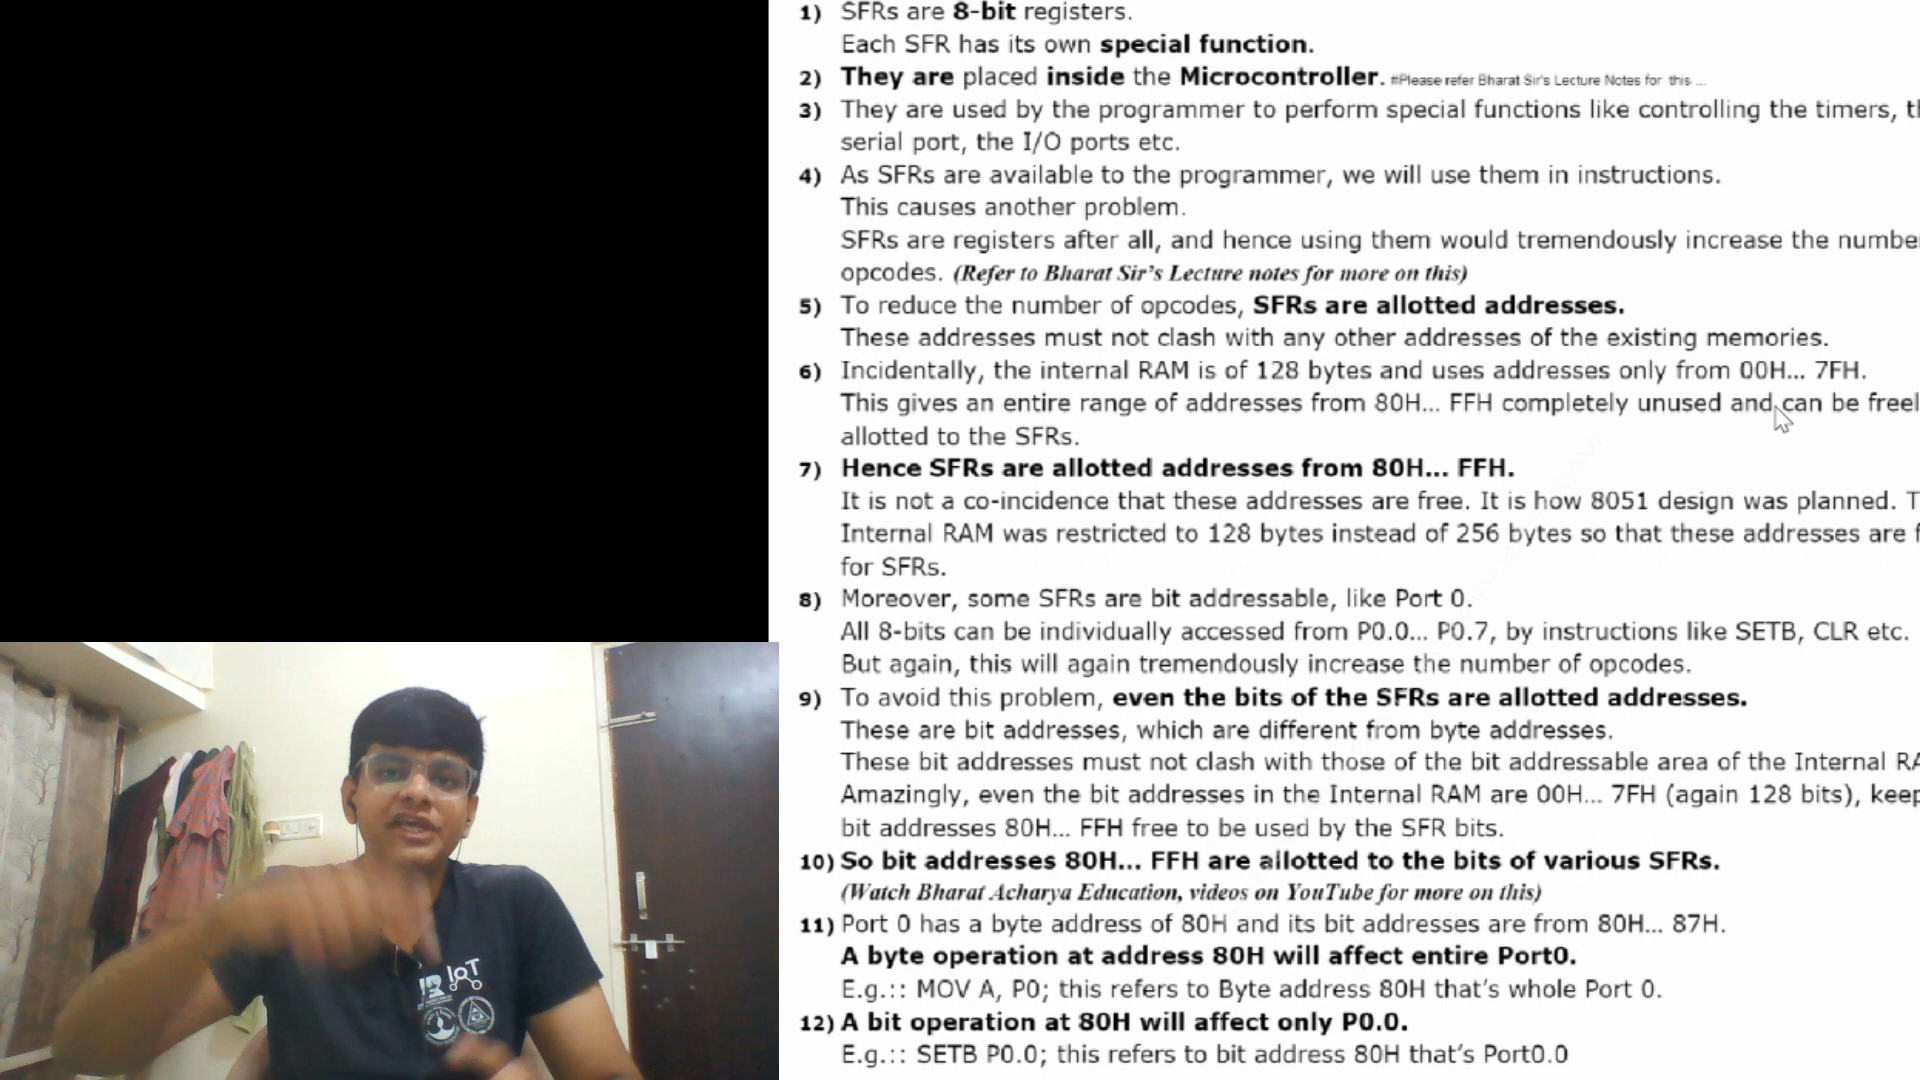 1) SFRs are 8-bit registers.
Each SFR has its own special function.
2) They are placed inside the Microcontroller. #Please refer Bharat Sir's Lecture Notes for this ...
3) They are used by the programmer to perform special functions like controlling the timers,
serial port, the I/O ports etc.
4) As SFRs are available to the programmer, we will use them in instructions.
This causes another problem.
SFRs are registers after all, and hence using them would tremendously increase the
opcodes. (Refer to Bharat Sir's Lecture notes for more on this)
5) To reduce the number of opcodes, SFRs are allotted addresses.
These addresses must not clash with any other addresses of the existing memories.
6) Incidentally, the internal RAM is of 128 bytes and uses addresses only from 00H... 7FH.
This gives an entire range of addresses from 80H... FFH completely unused and can be
allotted to the SFRs.
7) Hence SFRs are allotted addresses from 80H... FFH.
It is not a co-incidence that these addresses are free. It is how 8051 design was planned.
Internal RAM was restricted to 128 bytes instead of 256 bytes so that these addresses are
for SFRs.
8) Moreover, some SFRs are bit addressable, like Port 0.
All 8-bits can be individually accessed from P0.0... P0.7, by instructions like SETB, CLR etc.
But again, this will again tremendously increase the number of opcodes.
9) To avoid this problem, even the bits of the SFRs are allotted addresses.
These are bit addresses, which are different from byte addresses.
These bit addresses must not clash with those of the bit addressable area of the Internal
Amazingly, even the bit addresses in the Internal RAM are 00H... 7FH (again 128 bits),
bit addresses 80H... FFH free to be used by the SFR bits.
10) So bit addresses 80H... FFH are allotted to the bits of various SFRs.
(Watch Bharat Acharya Education, videos on YouTube for more on this)
11) Port 0 has a byte address of 80H and its bit addresses are from 80H... 87H.
A byte operation at address 80H will affect entire Port0.
E.g.:: MOV A, P0; this refers to Byte address 80H that's whole Port 0.
12) A bit operation at 80H will affect only P0.0.
E.g.:: SETB P0.0; this refers to bit address 80H that's Port0.0
IoT